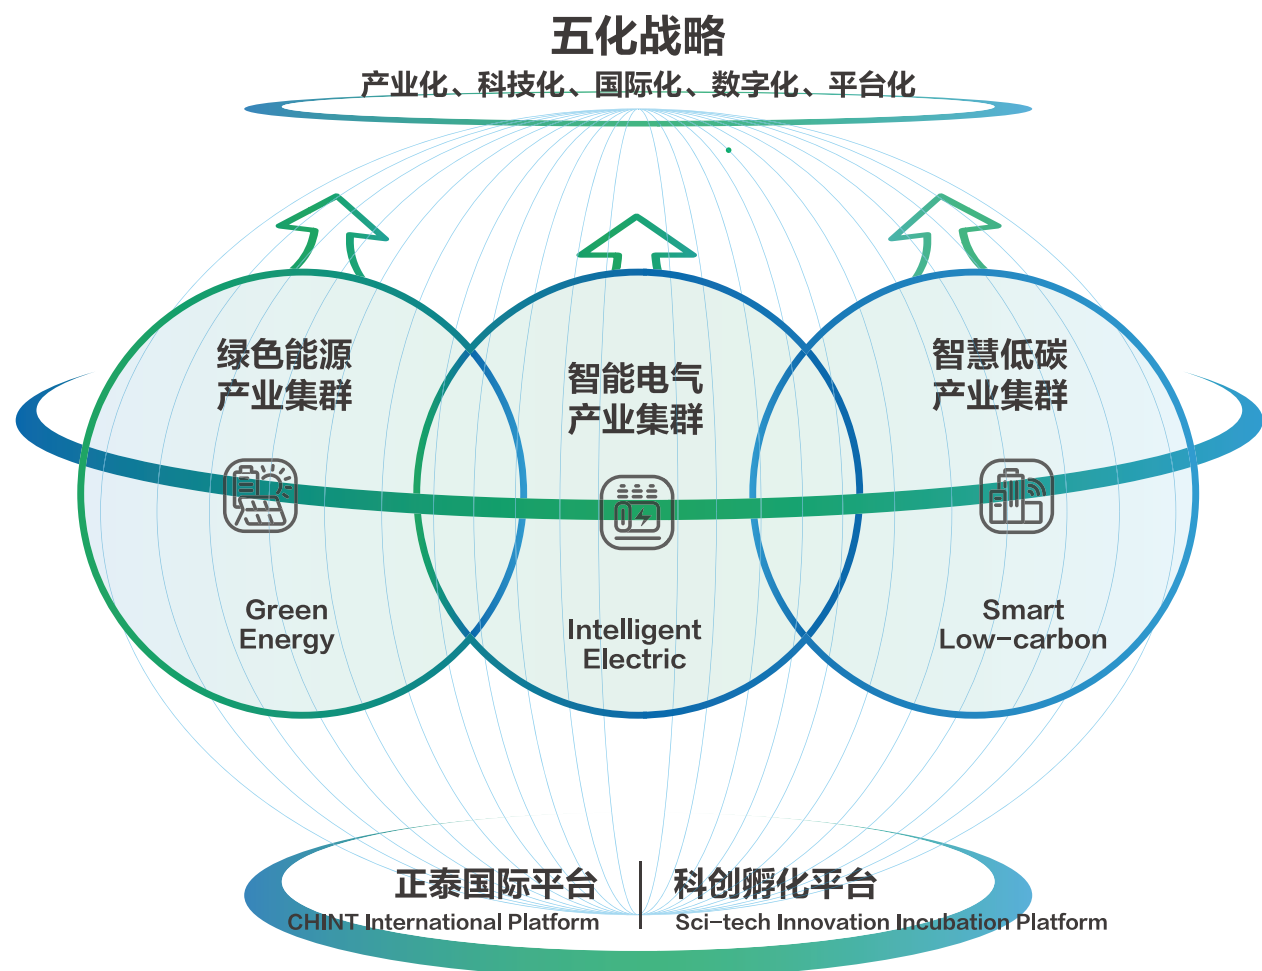 五化战略
产业化、科技化、国际化、数字化、平台化
绿色能源
产业集群
智能电气
产业集群
智慧低碳
产业集群
Green
Energy
Intelligent
Electric
Smart
Low-carbon
正泰国际平台
CHINT International Platform
科创孵化平台
Sci-tech Innovation Incubation Platform